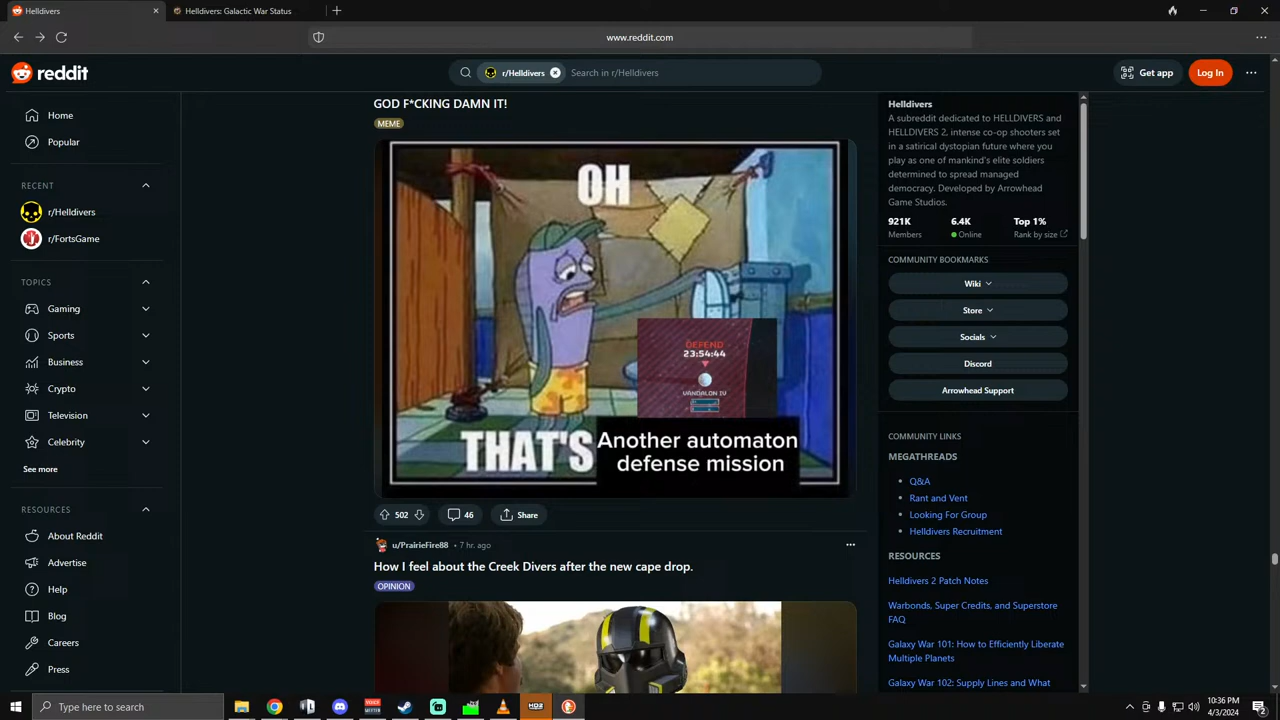 Helldivers
Helldivers: Galactic War Status
www.reddit.com
reddit
r/Helldivers
Search in r/Helldivers
Get app
Log In
Home
Popular
RECENT
r/Helldivers
r/FortsGame
TOPICS
Gaming
Sports
Business
Crypto
Television
Celebrity
See more
RESOURCES
About Reddit
Advertise
Help
Blog
Careers
Press
GOD F*CKING DAMN IT!
MEME
OH
DEFEND
23:54:44
VANDALON IV
THAT'S
Another automaton
defense mission
502
46
Share
u/PrairieFire88 • 7 hr. ago
How I feel about the Creek Divers after the new cape drop.
OPINION
Helldivers
A subreddit dedicated to HELLDIVERS and
HELLDIVERS 2, intense co-op shooters set
in a satirical dystopian future where you
play as one of mankind's elite soldiers
determined to spread managed
democracy. Developed by Arrowhead
Game Studios.
921K
6.4K
Top 1%
Members
Online
Rank by size
COMMUNITY BOOKMARKS
Wiki
Store
Socials
Discord
Arrowhead Support
COMMUNITY LINKS
MEGATHREADS
Q&A
Rant and Vent
Looking For Group
Helldivers Recruitment
RESOURCES
Helldivers 2 Patch Notes
Warbonds, Super Credits, and Superstore
FAQ
Galaxy War 101: How to Efficiently Liberate
Multiple Planets
Galaxy War 102: Supply Lines and What
Type here to search
VOICE
MEETER
HD2
10:36 PM
4/3/2024
2